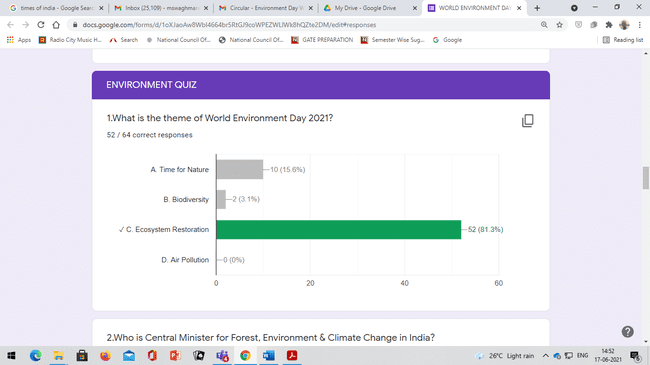 times of india - Google Sear
Inbox (25,109) - mswaghma
Circular - Environment Day W
My Drive - Google Drive
WORLD ENVIRONMENT DAY
docs.google.com/forms/d/1oXJaoAw8Wbl4664br5RtGJ9coWPEZWLIWk8hQZte2DM/edit#responses
Apps
Radio City Music H...
Search
National Council Of...
National Council Of...
GATE PREPARATION
Semester Wise Sug...
Google
Reading list
ENVIRONMENT QUIZ
1.What is the theme of World Environment Day 2021?
52 / 64 correct responses
A. Time for Nature
10 (15.6%)
B. Biodiversity
2 (3.1%)
✓ C. Ecosystem Restoration
52 (81.3%)
D. Air Pollution
0 (0%)
0 20 40 60
2.Who is Central Minister for Forest, Environment & Climate Change in India?
26°C Light rain
ENG
14:52
17-06-2021